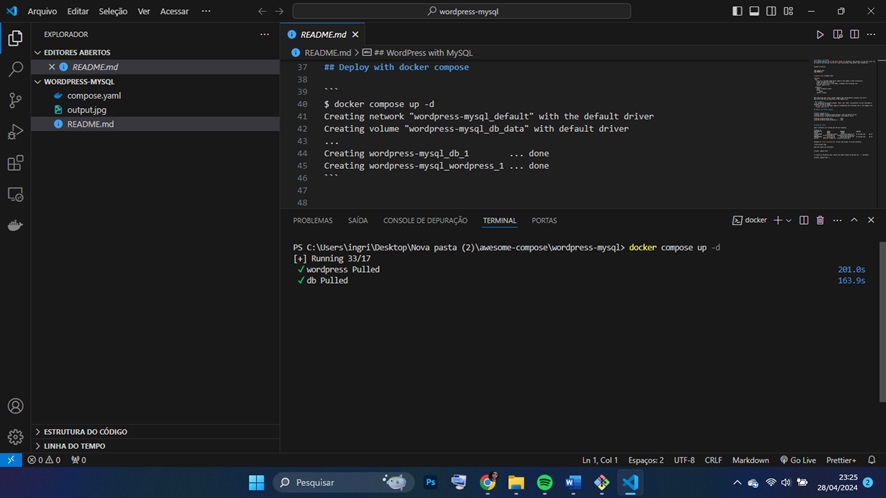 Arquivo Editar Seleção Ver Acessar ···
wordpress-mysql
EXPLORADOR
EDITORES ABERTOS
README.md
WORDPRESS-MYSQL
compose.yaml
output.jpg
README.md
ESTRUTURA DO CÓDIGO
LINHA DO TEMPO
README.md
README.md > ## WordPress with MySQL
37 ## Deploy with docker compose
38
39 ```
40 $ docker compose up -d
41 Creating network "wordpress-mysql_default" with the default driver
42 Creating volume "wordpress-mysql_db_data" with default driver
43 ...
44 Creating wordpress-mysql_db_1 ... done
45 Creating wordpress-mysql_wordpress_1 ... done
46 ```
47
48
PROBLEMAS SAÍDA CONSOLE DE DEPURAÇÃO TERMINAL PORTAS
docker
PS C:\Users\ingri\Desktop\Nova pasta (2)\awesome-compose\wordpress-mysql> docker compose up -d
[+] Running 33/17
✓ wordpress Pulled 201.0s
✓ db Pulled 163.9s
0 0 0
Ln 1, Col 1 Espaços: 2 UTF-8 CRLF Markdown Go Live Prettier+
Pesquisar
Ps
W
23:25
28/04/2024
2